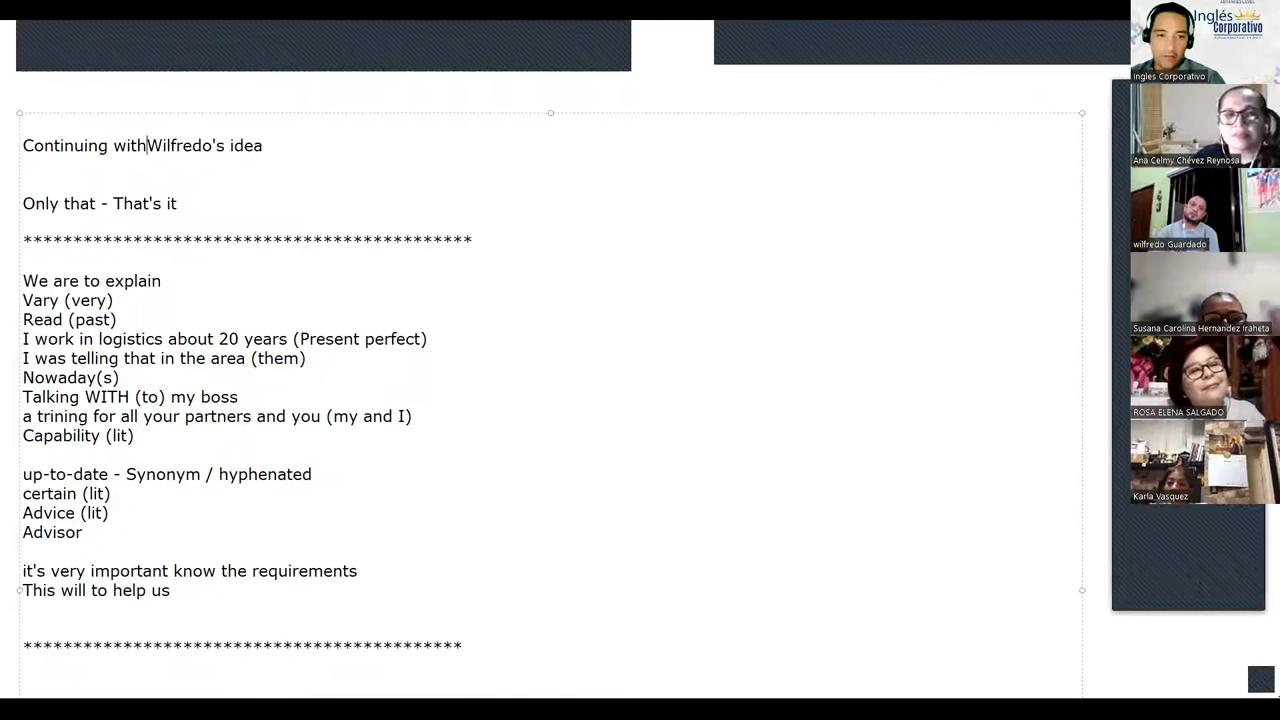 Continuing with Wilfredo's idea
Only that - That's it
*********************************************
We are to explain
Vary (very)
Read (past)
I work in logistics about 20 years (Present perfect)
I was telling that in the area (them)
Nowaday(s)
Talking WITH (to) my boss
a trining for all your partners and you (my and I)
Capability (lit)
up-to-date - Synonym / hyphenated
certain (lit)
Advice (lit)
Advisor
it's very important know the requirements
This will to help us
********************************************
Inglés
Corporativo
Ingles Corporativo
Ana Celmy Chévez Reynosa
wilfredo Guardado
Susana Carolina Hernandez Iraheta
ROSA ELENA SALGADO
Karla Vasquez